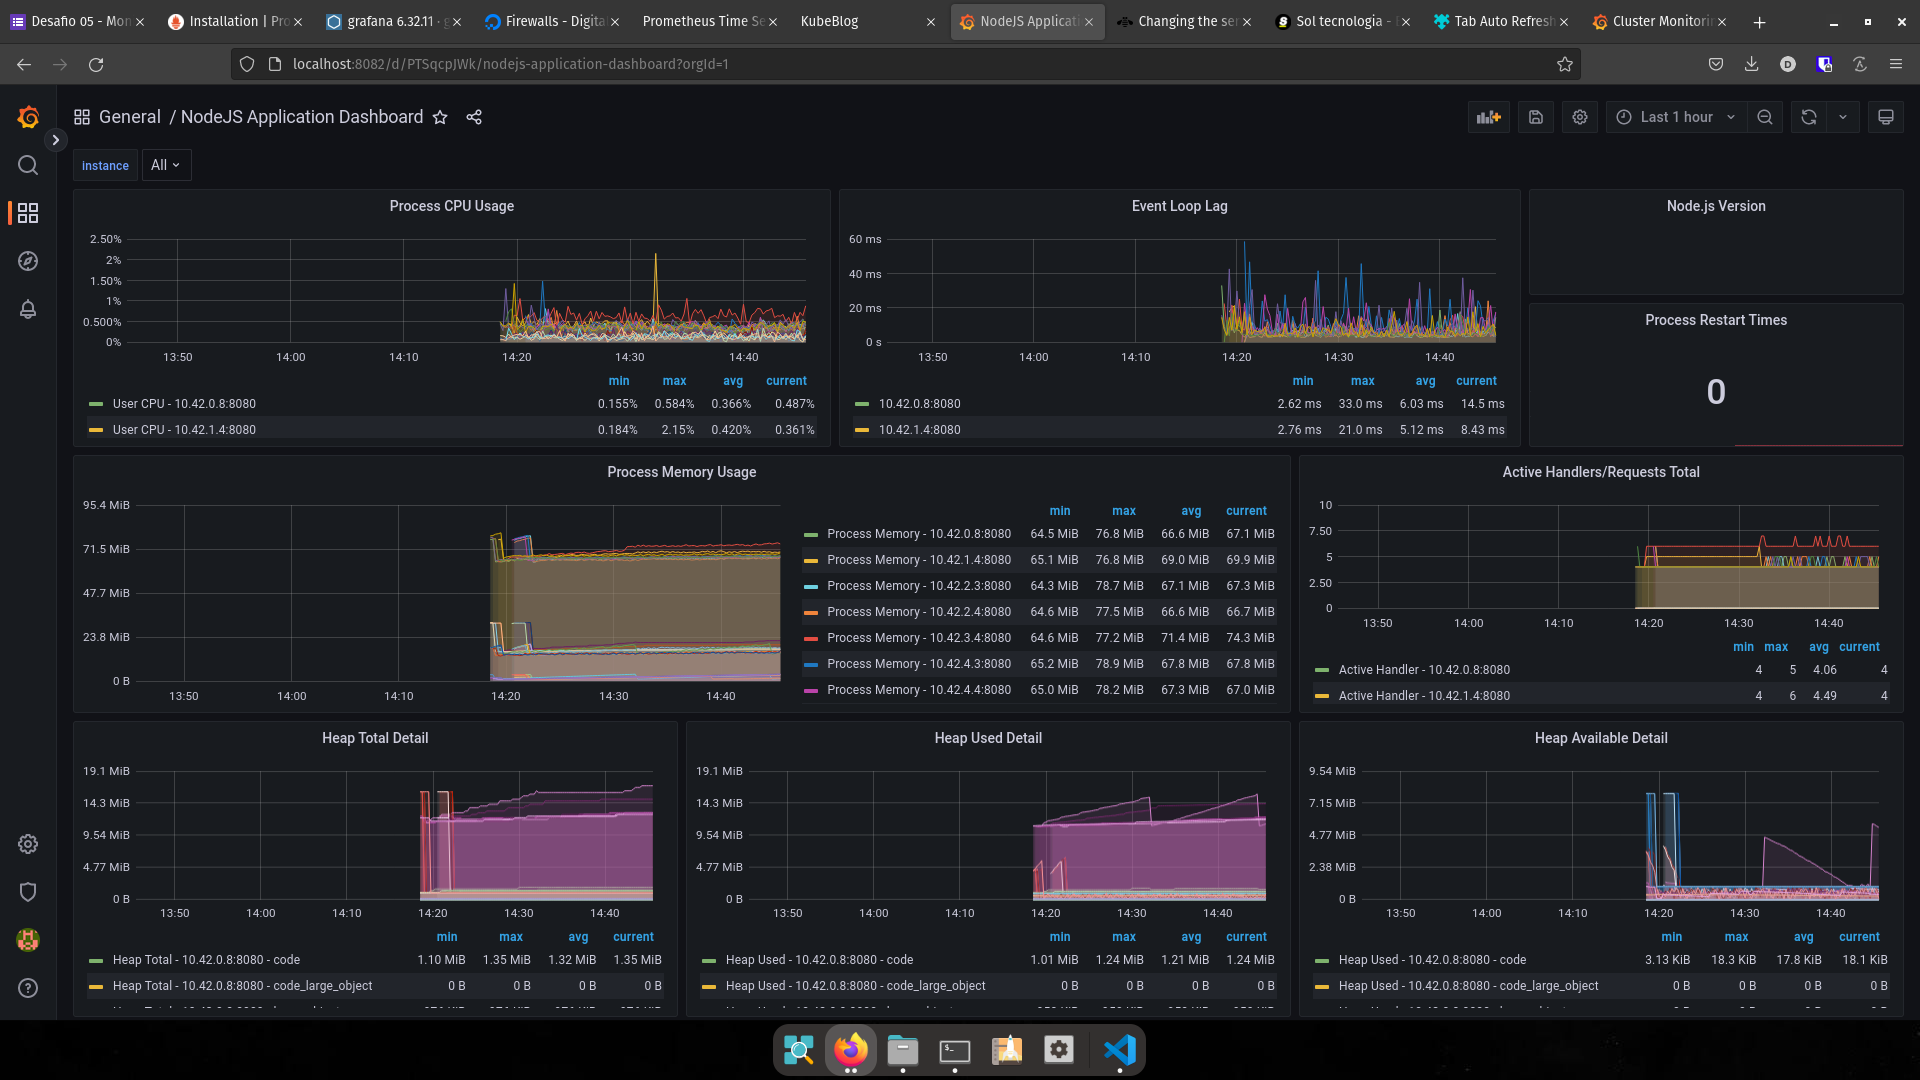 Desafio 05 - Mon
Installation | Pro
grafana 6.32.11 · g
Firewalls - Digita
Prometheus Time Se
KubeBlog
NodeJS Applicati
Changing the ser
Sol tecnologia - E
Tab Auto Refresh
Cluster Monitorin
localhost:8082/d/PTSqcpJWk/nodejs-application-dashboard?orgId=1
General / NodeJS Application Dashboard
Last 1 hour
instance All
Process CPU Usage
2.50%
2%
1.50%
1%
0.500%
0%
13:50 14:00 14:10 14:20 14:30 14:40
min max avg current
User CPU - 10.42.0.8:8080 0.155% 0.584% 0.366% 0.487%
User CPU - 10.42.1.4:8080 0.184% 2.15% 0.420% 0.361%
Event Loop Lag
60 ms
40 ms
20 ms
0 s
13:50 14:00 14:10 14:20 14:30 14:40
min max avg current
10.42.0.8:8080 2.62 ms 33.0 ms 6.03 ms 14.5 ms
10.42.1.4:8080 2.76 ms 21.0 ms 5.12 ms 8.43 ms
Node.js Version
Process Restart Times
0
Process Memory Usage
95.4 MiB
71.5 MiB
47.7 MiB
23.8 MiB
0 B
13:50 14:00 14:10 14:20 14:30 14:40
min max avg current
Process Memory - 10.42.0.8:8080 64.5 MiB 76.8 MiB 66.6 MiB 67.1 MiB
Process Memory - 10.42.1.4:8080 65.1 MiB 76.8 MiB 69.0 MiB 69.9 MiB
Process Memory - 10.42.2.3:8080 64.3 MiB 78.7 MiB 67.1 MiB 67.3 MiB
Process Memory - 10.42.2.4:8080 64.6 MiB 77.5 MiB 66.6 MiB 66.7 MiB
Process Memory - 10.42.3.4:8080 64.6 MiB 77.2 MiB 71.4 MiB 74.3 MiB
Process Memory - 10.42.4.3:8080 65.2 MiB 78.9 MiB 67.8 MiB 67.8 MiB
Process Memory - 10.42.4.4:8080 65.0 MiB 78.2 MiB 67.3 MiB 67.0 MiB
Active Handlers/Requests Total
10
7.50
5
2.50
0
13:50 14:00 14:10 14:20 14:30 14:40
min max avg current
Active Handler - 10.42.0.8:8080 4 5 4.06 4
Active Handler - 10.42.1.4:8080 4 6 4.49 4
Heap Total Detail
19.1 MiB
14.3 MiB
9.54 MiB
4.77 MiB
0 B
13:50 14:00 14:10 14:20 14:30 14:40
min max avg current
Heap Total - 10.42.0.8:8080 - code 1.10 MiB 1.35 MiB 1.32 MiB 1.35 MiB
Heap Total - 10.42.0.8:8080 - code_large_object 0 B 0 B 0 B 0 B
Heap Used Detail
19.1 MiB
14.3 MiB
9.54 MiB
4.77 MiB
0 B
13:50 14:00 14:10 14:20 14:30 14:40
min max avg current
Heap Used - 10.42.0.8:8080 - code 1.01 MiB 1.24 MiB 1.21 MiB 1.24 MiB
Heap Used - 10.42.0.8:8080 - code_large_object 0 B 0 B 0 B 0 B
Heap Available Detail
9.54 MiB
7.15 MiB
4.77 MiB
2.38 MiB
0 B
13:50 14:00 14:10 14:20 14:30 14:40
min max avg current
Heap Used - 10.42.0.8:8080 - code 3.13 KiB 18.3 KiB 17.8 KiB 18.1 KiB
Heap Used - 10.42.0.8:8080 - code_large_object 0 B 0 B 0 B 0 B